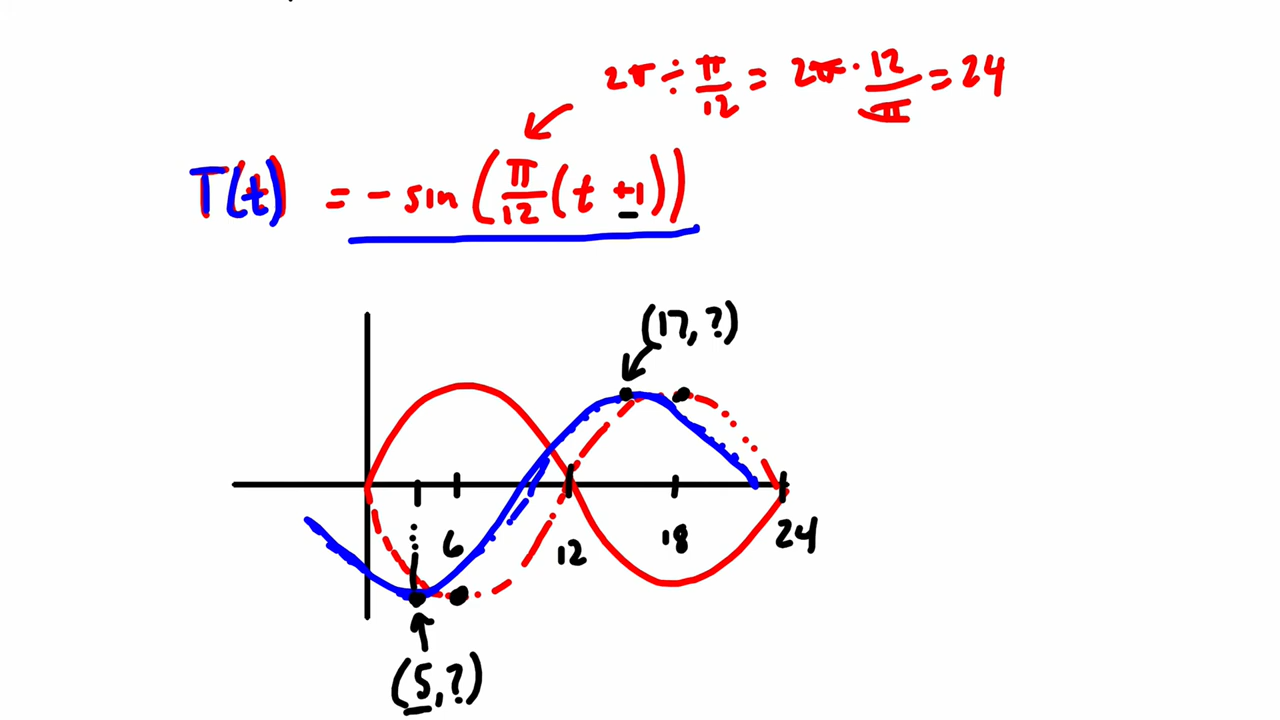 2π ÷ π/12 = 2π · 12/π = 24
T(t) = - sin(π/12(t +1))
(17,?)
6 12 18 24
(5,?)